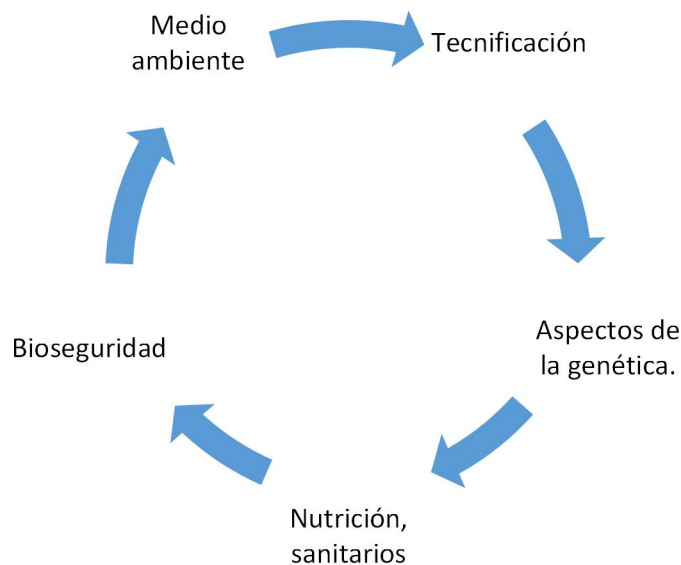 Medio
ambiente
Tecnificación
Aspectos de
la genética.
Nutrición,
sanitarios
Bioseguridad